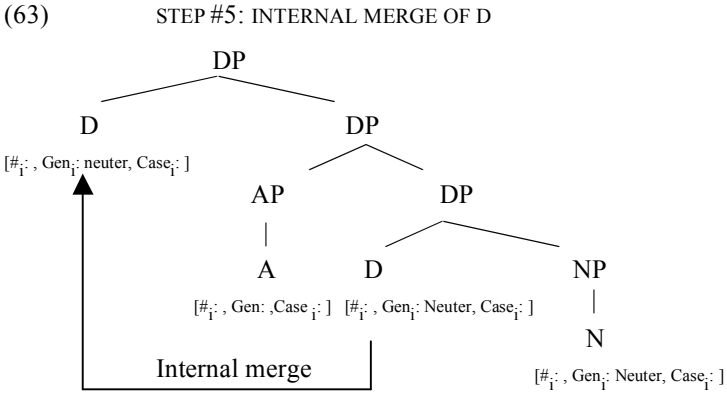 (63) STEP #5: INTERNAL MERGE OF D
DP
D DP
[#i: , Geni: neuter, Casei: ]
AP DP
A D NP
[#i: , Gen: ,Case i: ] [#i: , Geni: Neuter, Casei: ]
N
Internal merge
[#i: , Geni: Neuter, Casei: ]